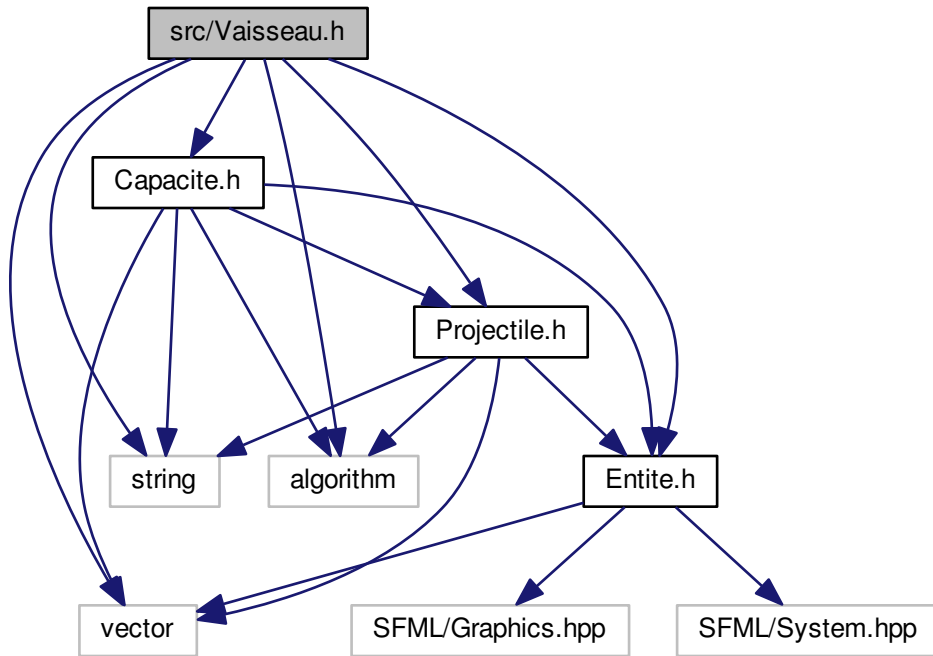 src/Vaisseau.h
Capacite.h
Projectile.h
string
algorithm
Entite.h
vector
SFML/Graphics.hpp
SFML/System.hpp